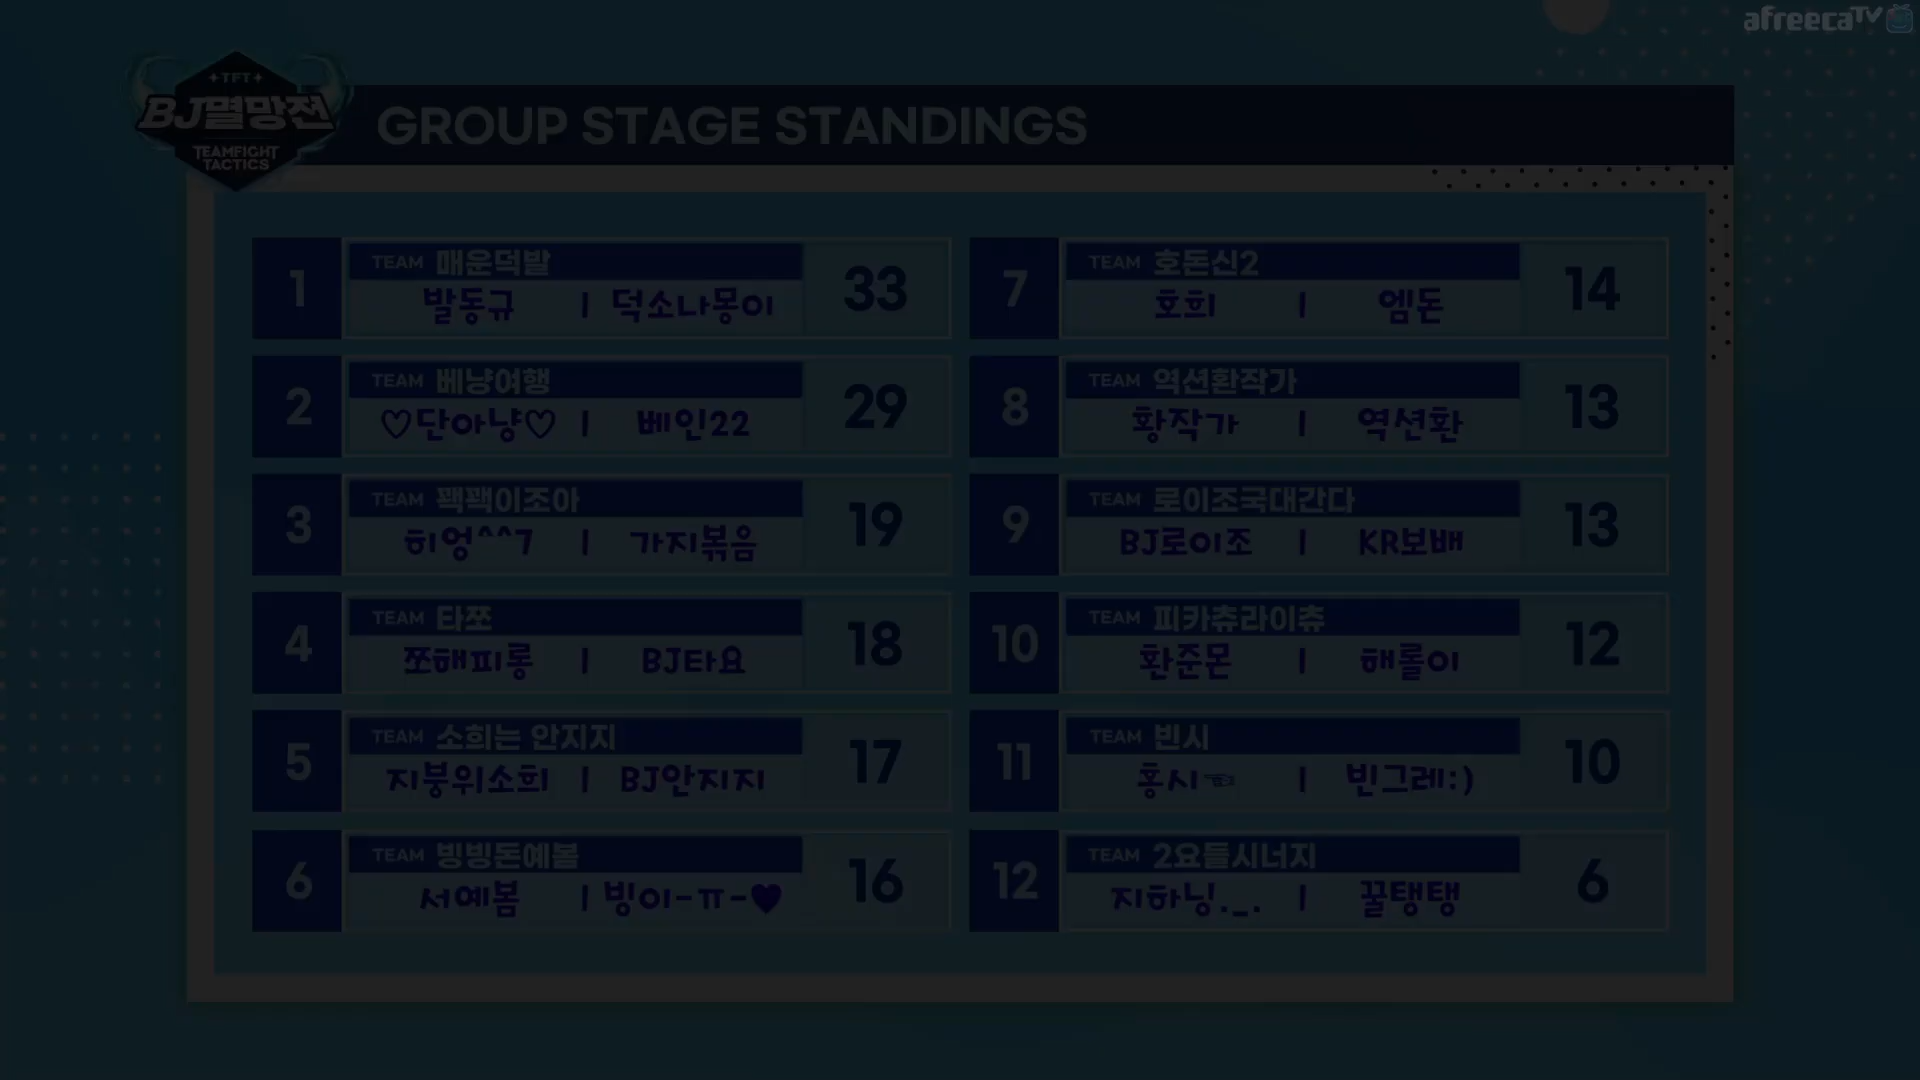 afreecaTV
TFT
BJ멸망전
TEAMFIGHT
TACTICS
GROUP STAGE STANDINGS
1
TEAM 매운덕발
발동규 | 덕소나몽이
33
2
TEAM 베냥여행
♡단아냥♡ | 베인22
29
3
TEAM 꽥꽥이조아
히엉^^7 | 가지볶음
19
4
TEAM 타쪼
쪼해피롱 | BJ타요
18
5
TEAM 소희는 안지지
지붕위소희 | BJ안지지
17
6
TEAM 빙빙돈예봄
서예봄 | 빙이-ㅠ-♥
16
7
TEAM 호돈신2
호희 | 엠돈
14
8
TEAM 역션환작가
황작가 | 역션환
13
9
TEAM 로이조국대간다
BJ로이조 | KR보배
13
10
TEAM 피카츄라이츄
환준몬 | 해롤이
12
11
TEAM 빈시
홍시☜ | 빈그레:)
10
12
TEAM 2요들시너지
지하닝._. | 꿀탱탱
6